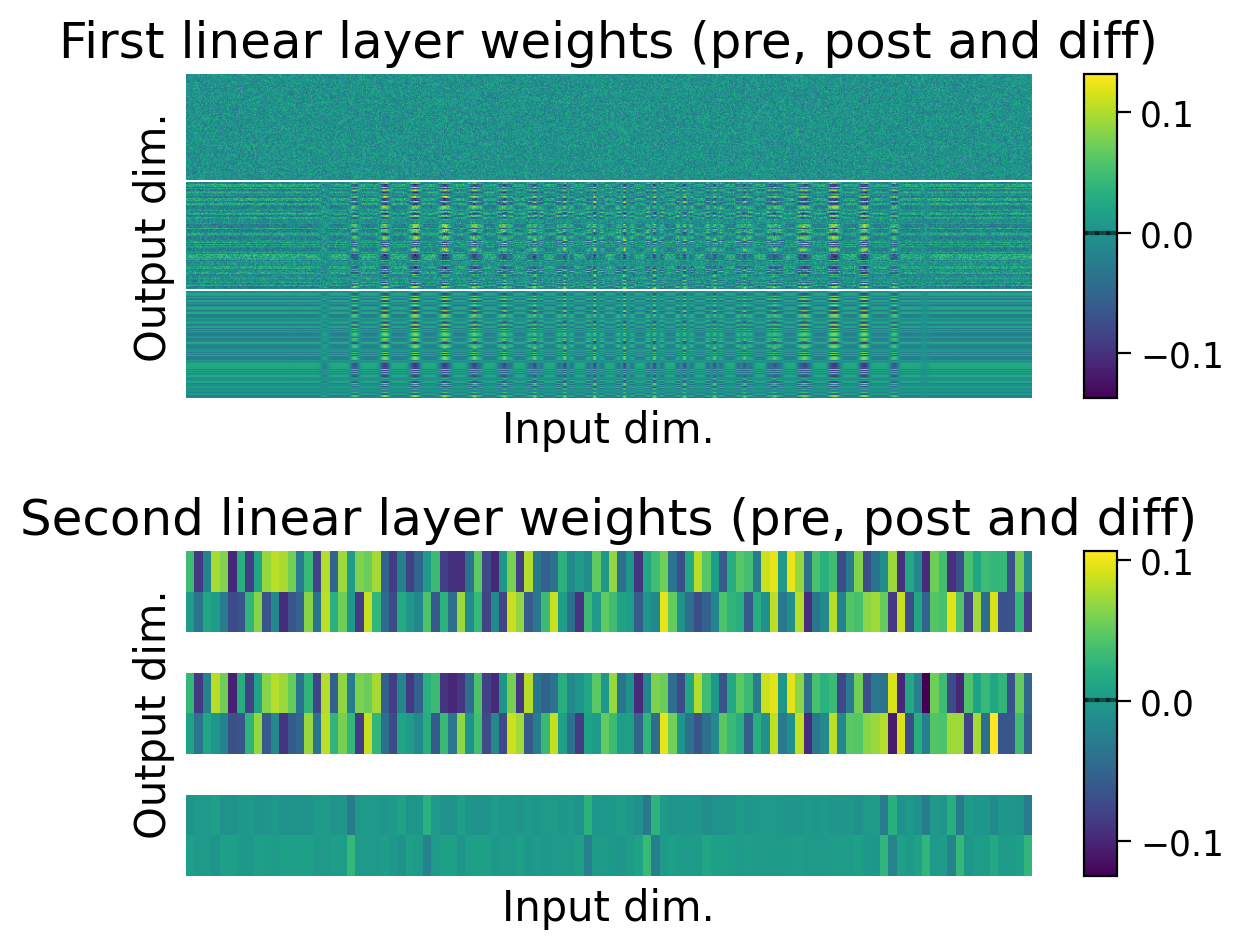 First linear layer weights (pre, post and diff)
Output dim.
0.1
0.0
−0.1
Input dim.
Second linear layer weights (pre, post and diff)
Output dim.
0.1
0.0
−0.1
Input dim.